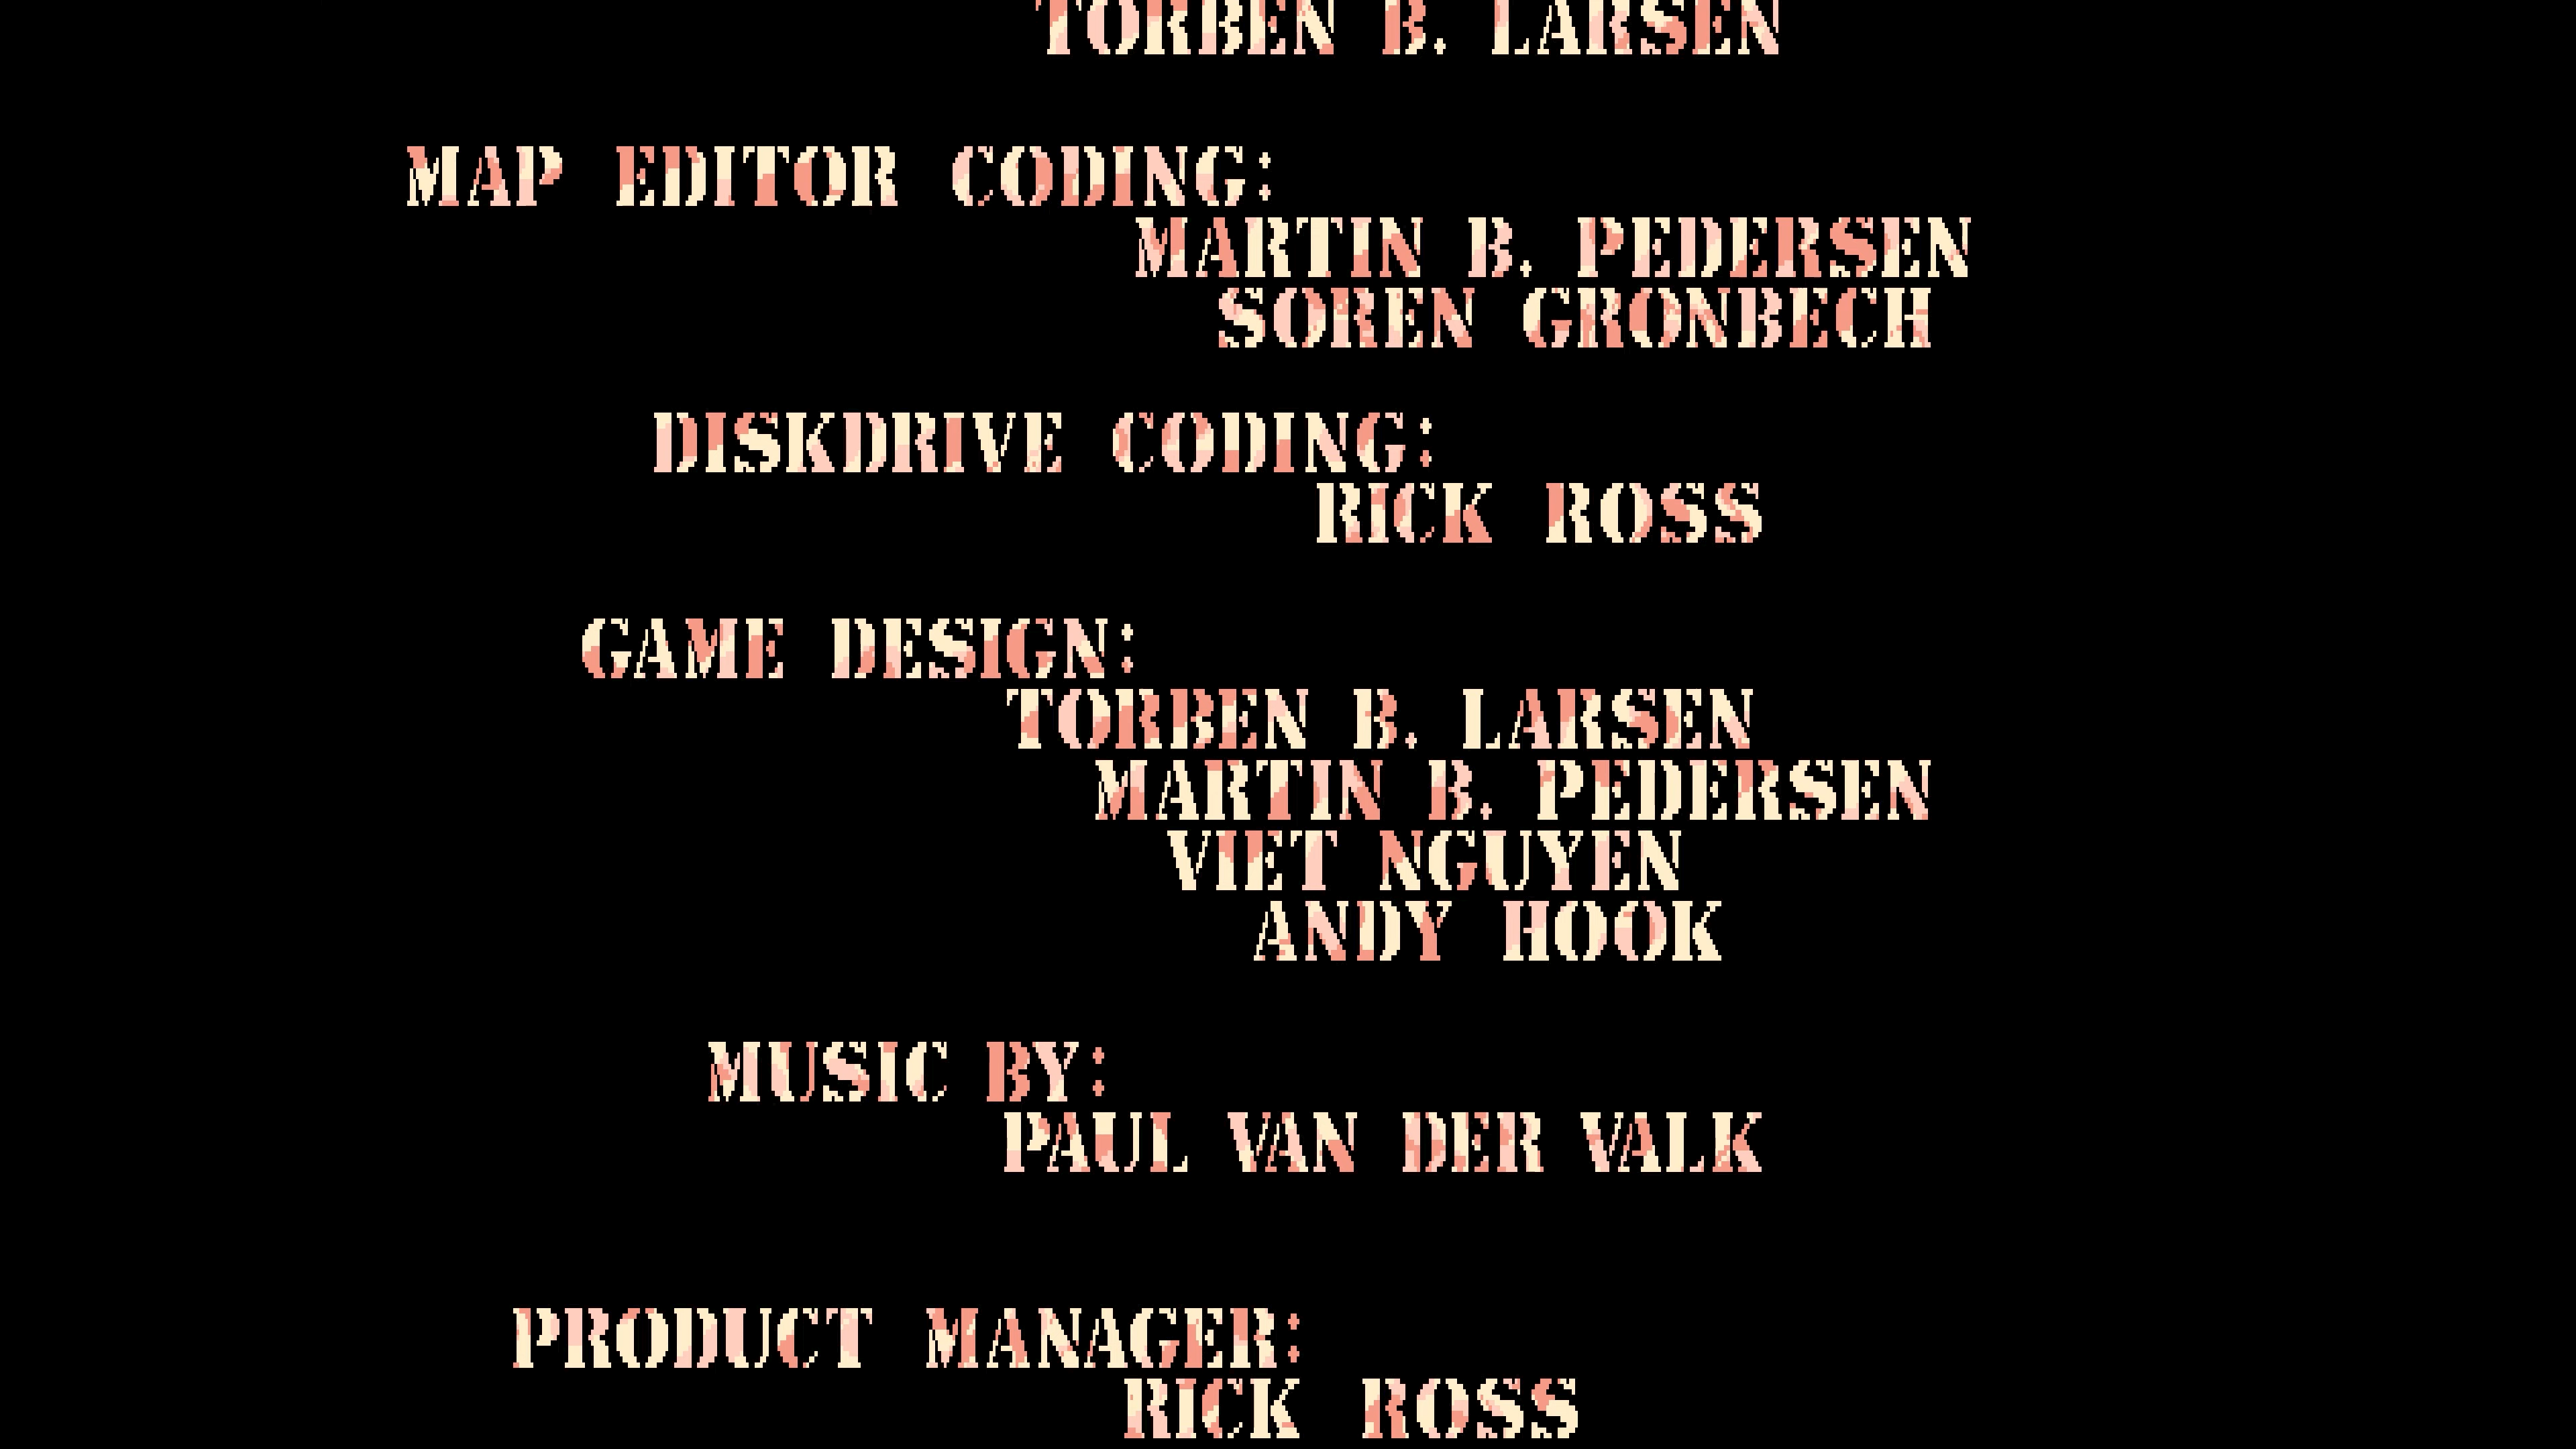 TORBEN B. LARSEN
MAP EDITOR CODING:
MARTIN B. PEDERSEN
SOREN GRONBECH
DISKDRIVE CODING:
RICK ROSS
GAME DESIGN:
TORBEN B. LARSEN
MARTIN B. PEDERSEN
VIET NGUYEN
ANDY HOOK
MUSIC BY:
PAUL VAN DER VALK
PRODUCT MANAGER:
RICK ROSS